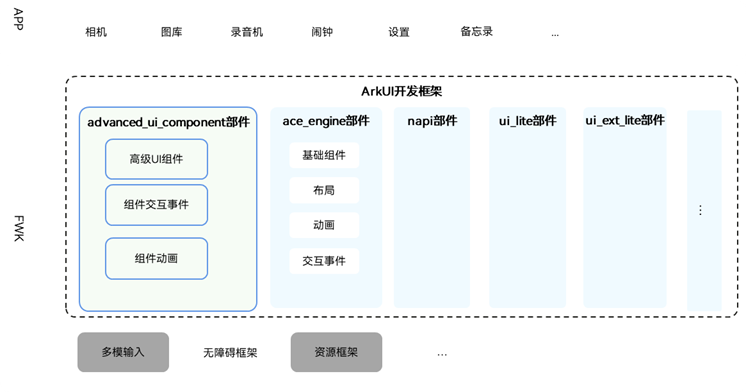 APP
相机
图库
录音机
闹钟
设置
备忘录
...
FWK
ArkUI开发框架
advanced_ui_component部件
高级UI组件
组件交互事件
组件动画
ace_engine部件
基础组件
布局
动画
交互事件
napi部件
ui_lite部件
ui_ext_lite部件
...
多模输入
无障碍框架
资源框架
...